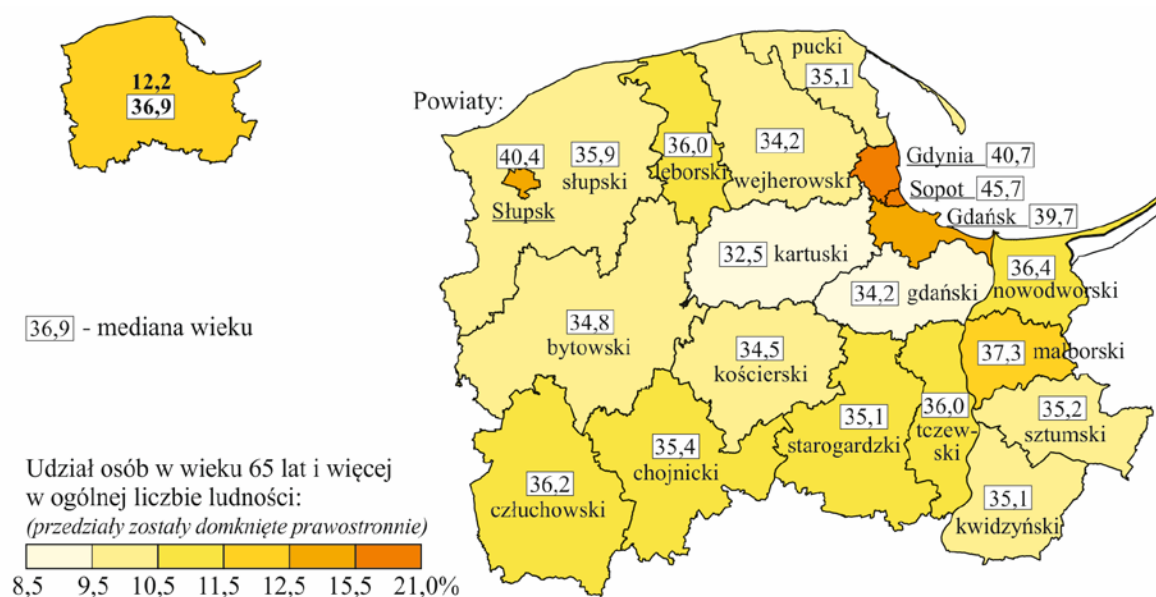 12,2
36,9
Powiaty:
pucki
35,1
40,4
Słupsk
35,9
słupski
36,0
lęborski
34,2
wejherowski
Gdynia 40,7
Sopot 45,7
Gdańsk 39,7
32,5 kartuski
34,2 gdański
36,4
nowodworski
36,9 - mediana wieku
34,8
bytowski
34,5
kościerski
37,3 malborski
35,1
starogardzki
36,0
tczew-
ski
35,2
sztumski
36,2
człuchowski
35,4
chojnicki
35,1
kwidzyński
Udział osób w wieku 65 lat i więcej
w ogólnej liczbie ludności:
(przedziały zostały domknięte prawostronnie)
8,5 9,5 10,5 11,5 12,5 15,5 21,0%